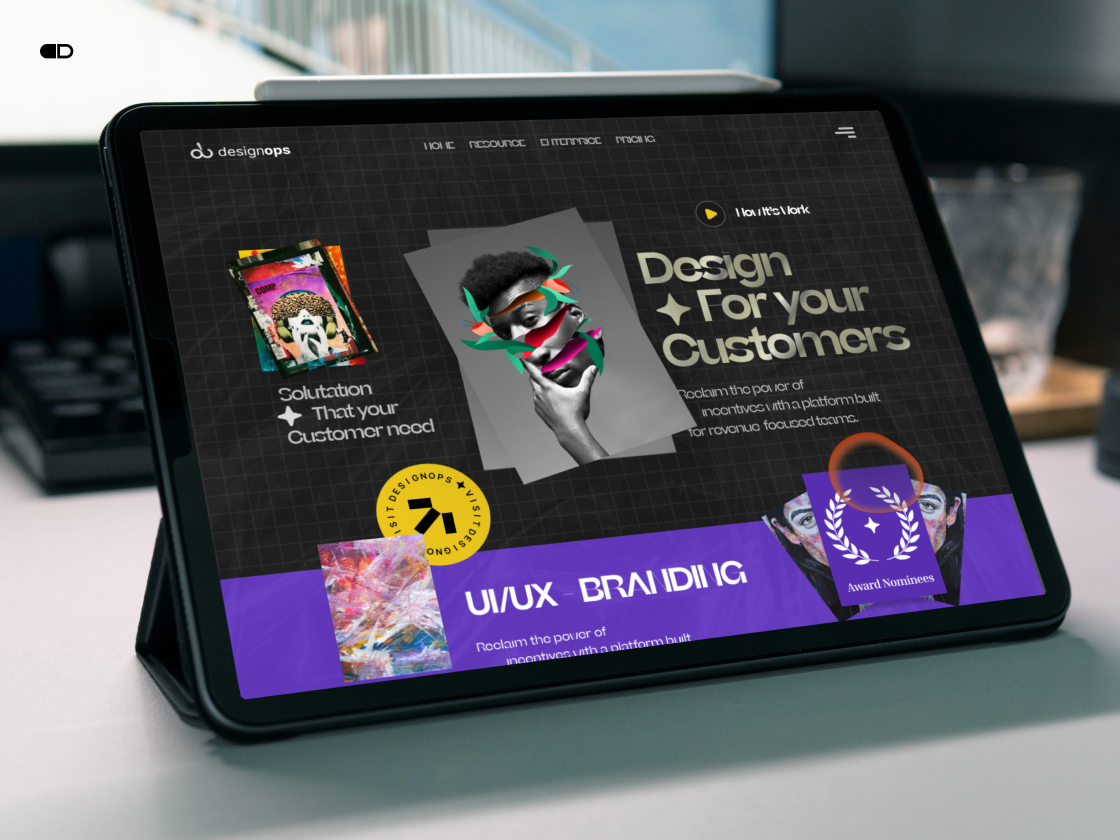 designops
HOME RESOURCE ENTERPRICE PRICING
How It's Work
Design
For your
Customers
Reclaim the power of
incentives with a platform built
for revenue-focused teams.
COMP
Solutation
That your
Customer need
VISIT DESIGNOPS VISIT DESIGNOPS
UI/UX - BRANDING
Reclaim the power of
incentives with a platform built
Award Nominees